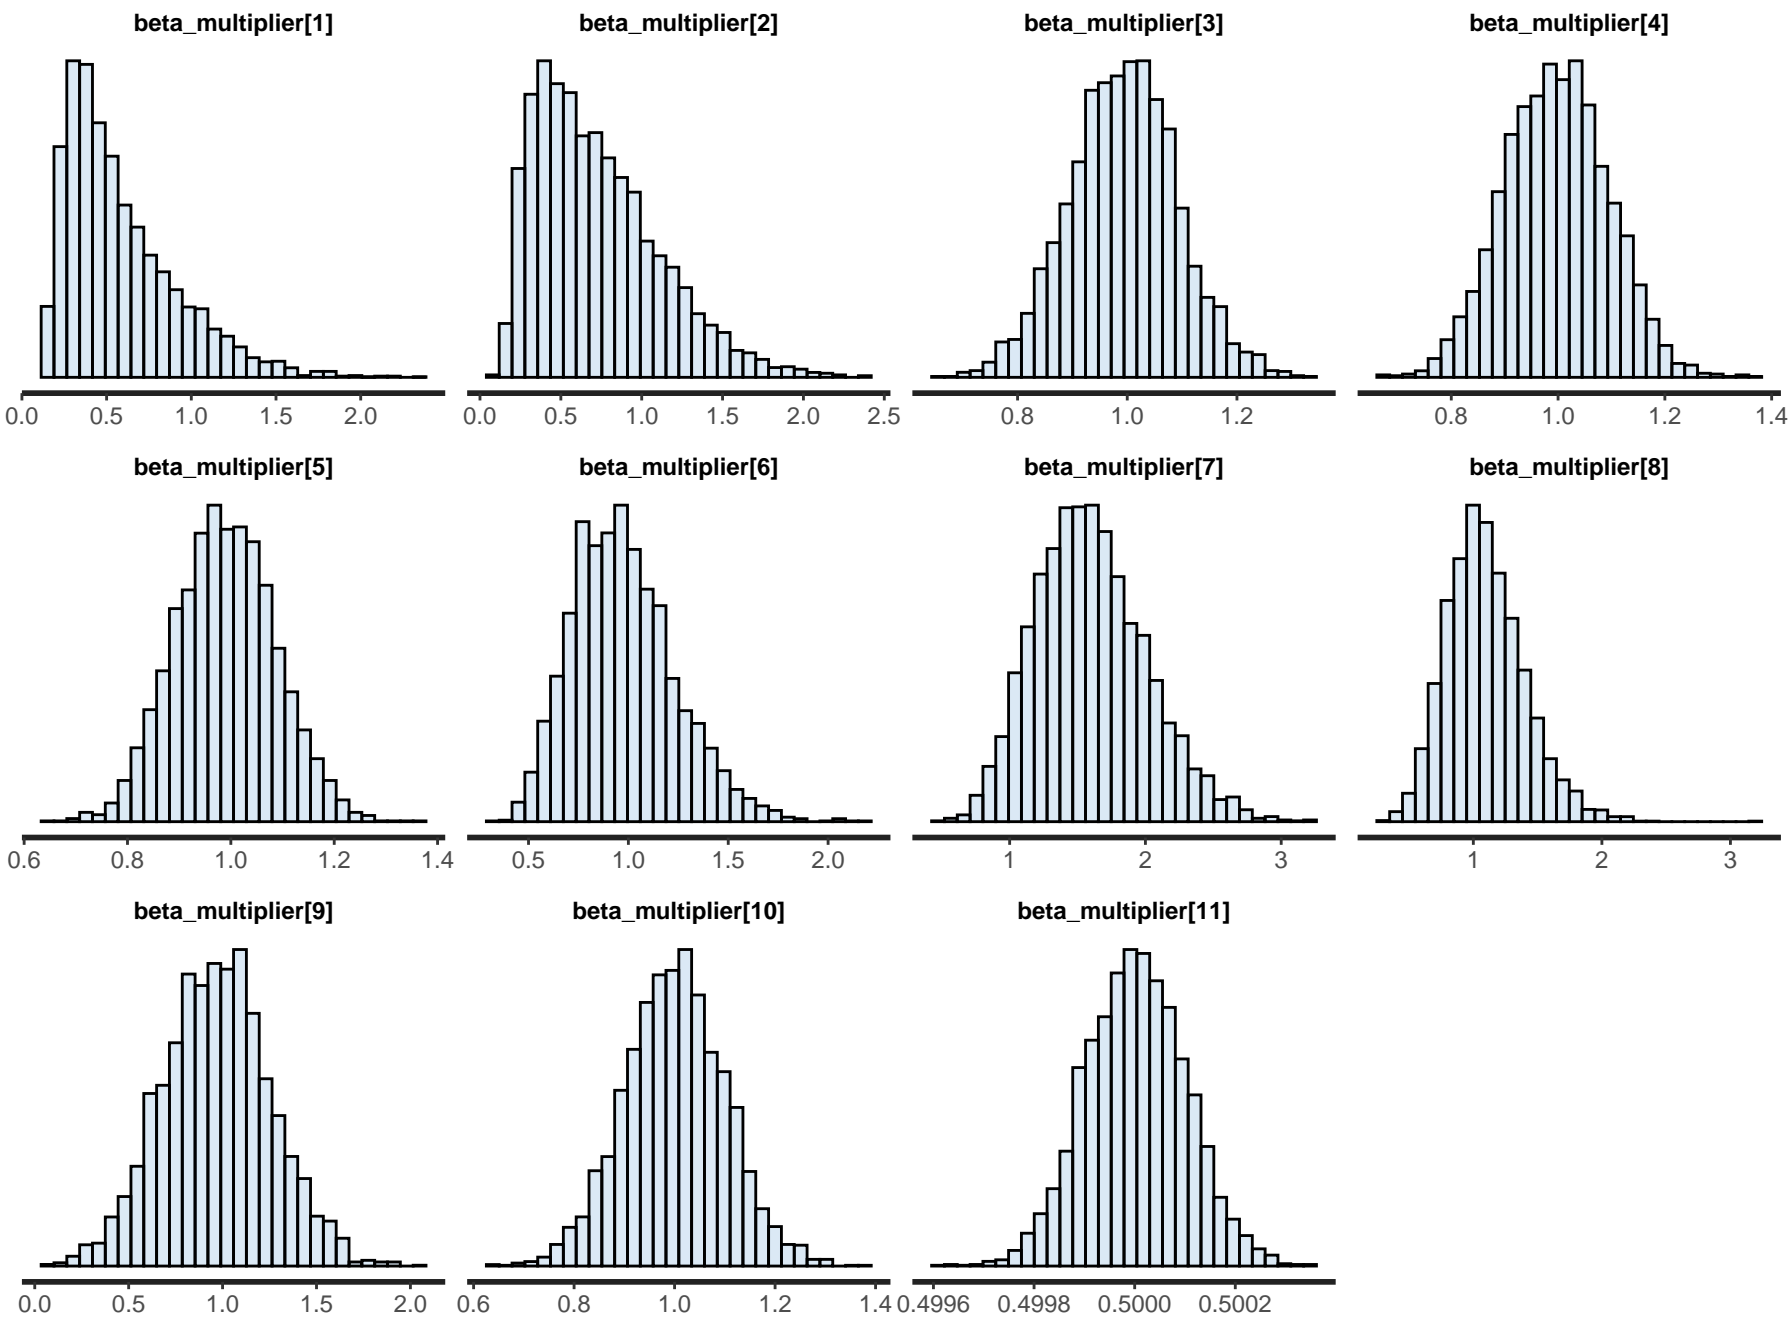 beta_multiplier[1] beta_multiplier[2] beta_multiplier[3] beta_multiplier[4]
0.0 0.5 1.0 1.5 2.0 0.0 0.5 1.0 1.5 2.0 2.5 0.8 1.0 1.2 0.8 1.0 1.2 1.4
beta_multiplier[5] beta_multiplier[6] beta_multiplier[7] beta_multiplier[8]
0.6 0.8 1.0 1.2 1.4 0.5 1.0 1.5 2.0 1 2 3 1 2 3
beta_multiplier[9] beta_multiplier[10] beta_multiplier[11]
0.0 0.5 1.0 1.5 2.0 0.6 0.8 1.0 1.2 1.4 0.4996 0.4998 0.5000 0.5002